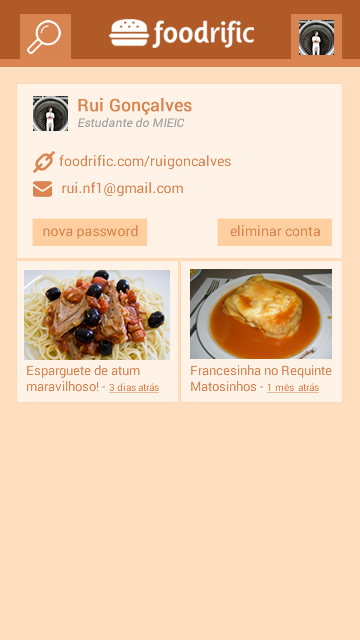 foodrific
Rui Gonçalves
Estudante do MIEIC
foodrific.com/ruigoncalves
rui.nf1@gmail.com
nova password
eliminar conta
Esparguete de atum
maravilhoso! - 3 dias atrás
Francesinha no Requinte
Matosinhos - 1 mês atrás